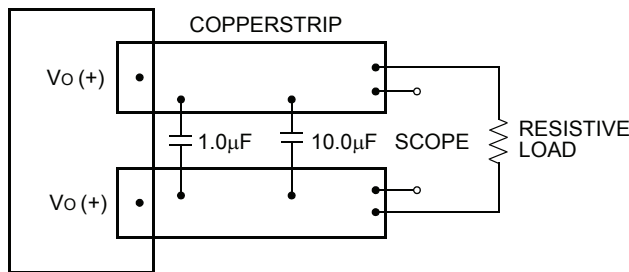 COPPERSTRIP
VO (+)
1.0µF
10.0µF
SCOPE
RESISTIVE
LOAD
VO (+)